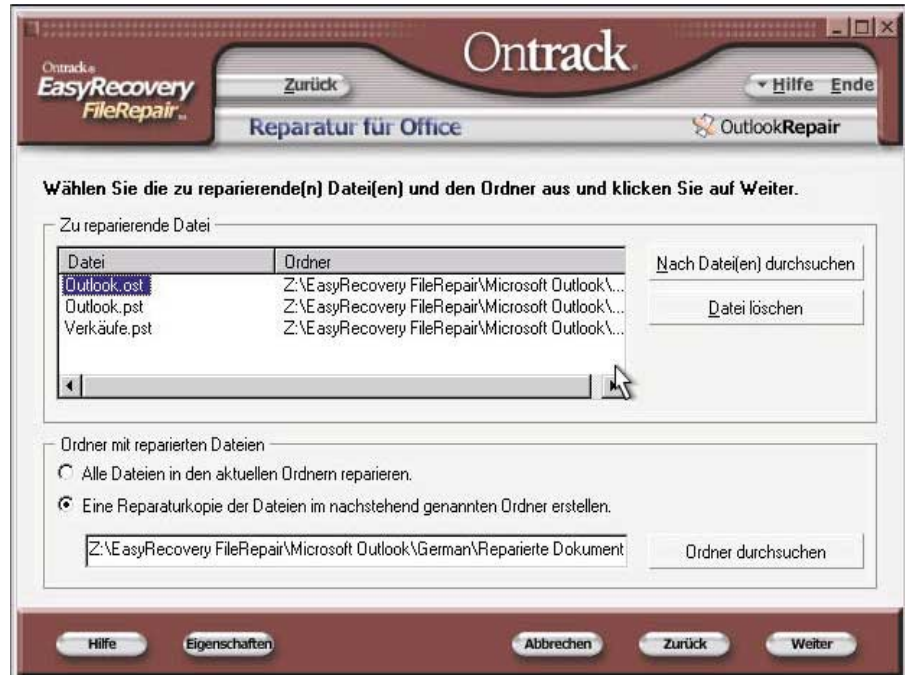 Ontrack®
EasyRecovery
FileRepair™
Zurück
Ontrack®
Hilfe Ende
Reparatur für Office
OutlookRepair
Wählen Sie die zu reparierende(n) Datei(en) und den Ordner aus und klicken Sie auf Weiter.
Zu reparierende Datei
Datei Ordner
Outlook.ost Z:\EasyRecovery FileRepair\Microsoft Outlook\...
Outlook.pst Z:\EasyRecovery FileRepair\Microsoft Outlook\...
Verkäufe.pst Z:\EasyRecovery FileRepair\Microsoft Outlook\...
Nach Datei(en) durchsuchen
Datei löschen
Ordner mit reparierten Dateien
Alle Dateien in den aktuellen Ordnern reparieren.
Eine Reparaturkopie der Dateien im nachstehend genannten Ordner erstellen.
Z:\EasyRecovery FileRepair\Microsoft Outlook\German\Reparierte Dokument
Ordner durchsuchen
Hilfe Eigenschaften Abbrechen Zurück Weiter